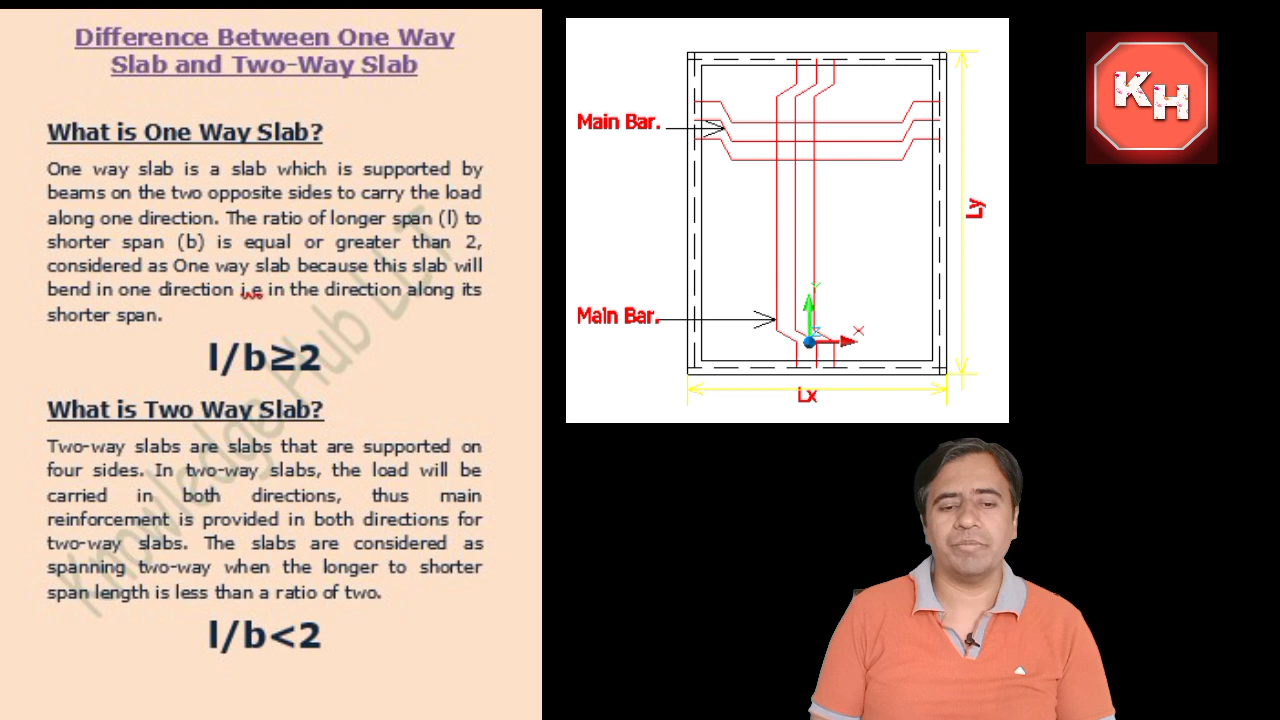 Difference Between One Way
Slab and Two-Way Slab
What is One Way Slab?
One way slab is a slab which is supported by
beams on the two opposite sides to carry the load
along one direction. The ratio of longer span (l) to
shorter span (b) is equal or greater than 2,
considered as One way slab because this slab will
bend in one direction i.e in the direction along its
shorter span.
l/b≥2
What is Two Way Slab?
Two-way slabs are slabs that are supported on
four sides. In two-way slabs, the load will be
carried in both directions, thus main
reinforcement is provided in both directions for
two-way slabs. The slabs are considered as
spanning two-way when the longer to shorter
span length is less than a ratio of two.
l/b<2
Knowledge Hub LLT
Main Bar.
Main Bar.
Ly
Lx
Y
Z
X
KH